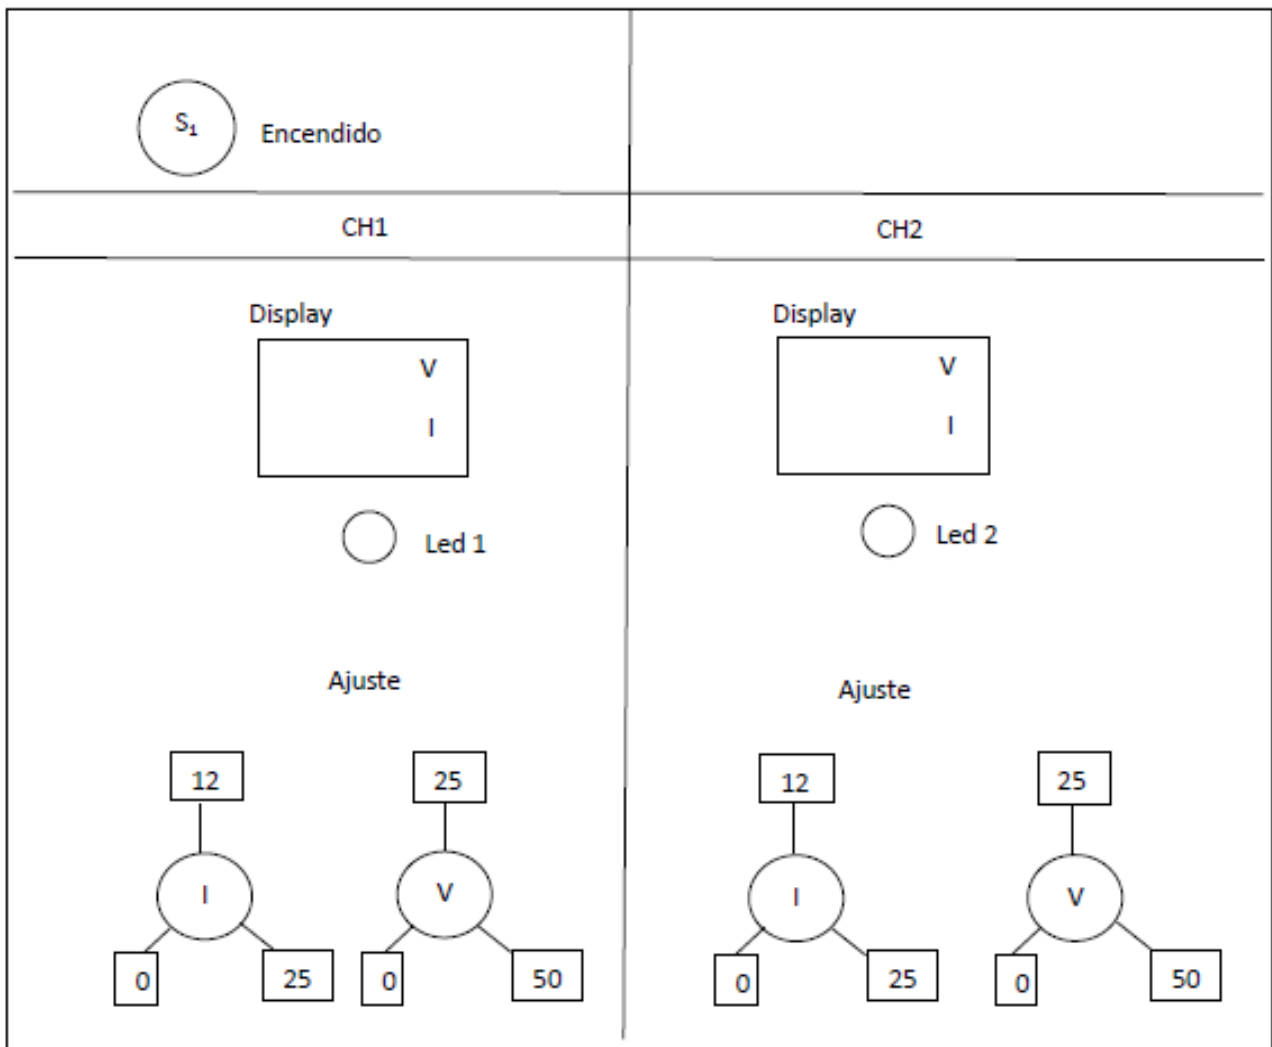 S₁ Encendido
CH1
CH2
Display
V
I
Led 1
Display
V
I
Led 2
Ajuste
12
25
I
V
0
25
0
50
Ajuste
12
25
I
V
0
25
0
50